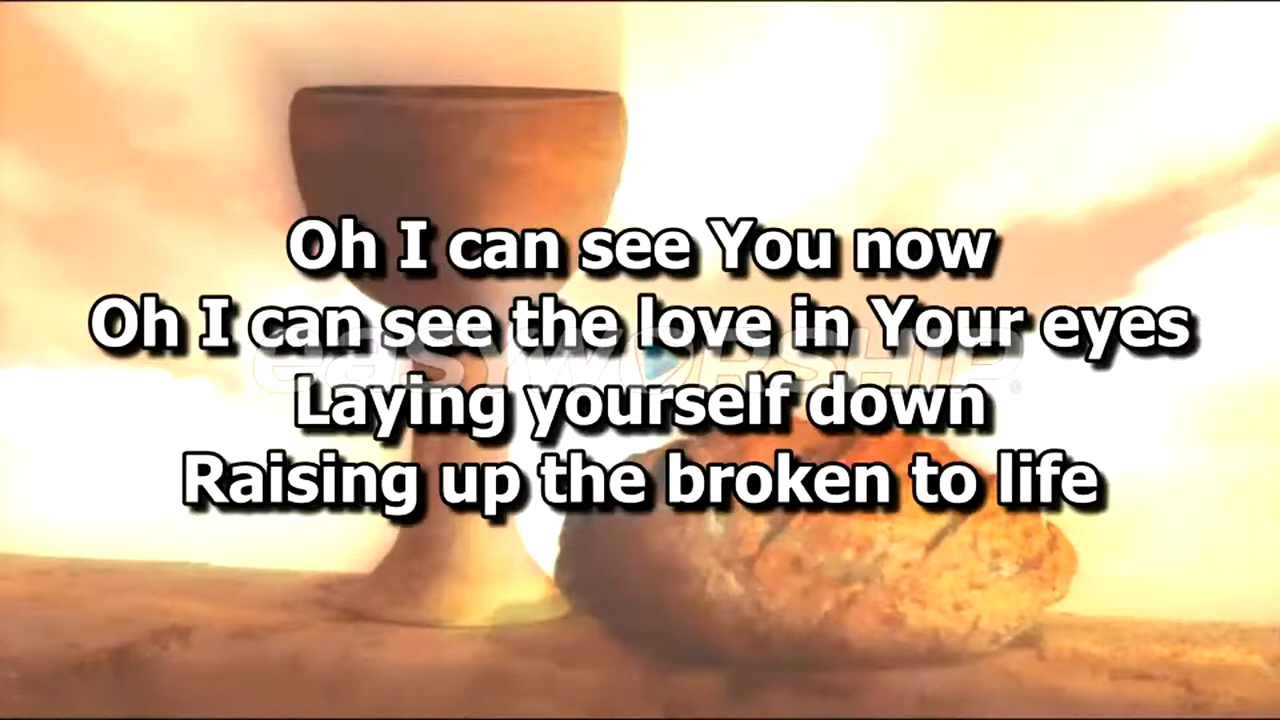 Oh I can see You now
Oh I can see the love in Your eyes
easyworship
Laying yourself down
Raising up the broken to life